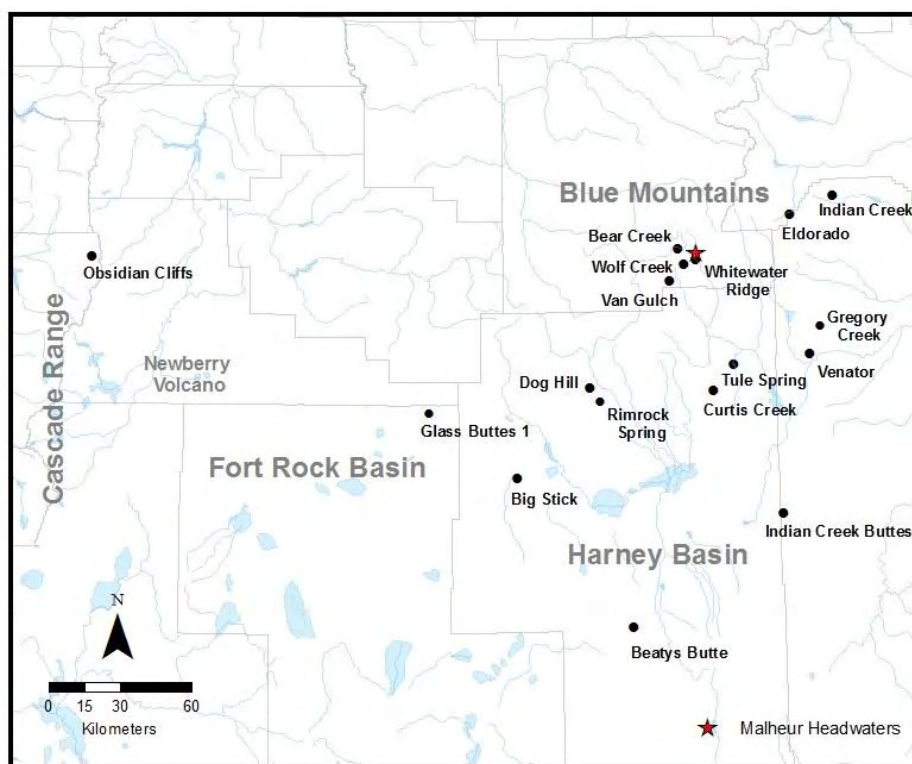 Blue Mountains
Indian Creek
Eldorado
Bear Creek
Wolf Creek
Whitewater
Ridge
Van Gulch
Obsidian Cliffs
Cascade Range
Newberry
Volcano
Gregory
Creek
Venator
Tule Spring
Curtis Creek
Dog Hill
Rimrock
Spring
Glass Buttes 1
Fort Rock Basin
Big Stick
Indian Creek Buttes
Harney Basin
Beatys Butte
N
0 15 30 60
Kilometers
Malheur Headwaters